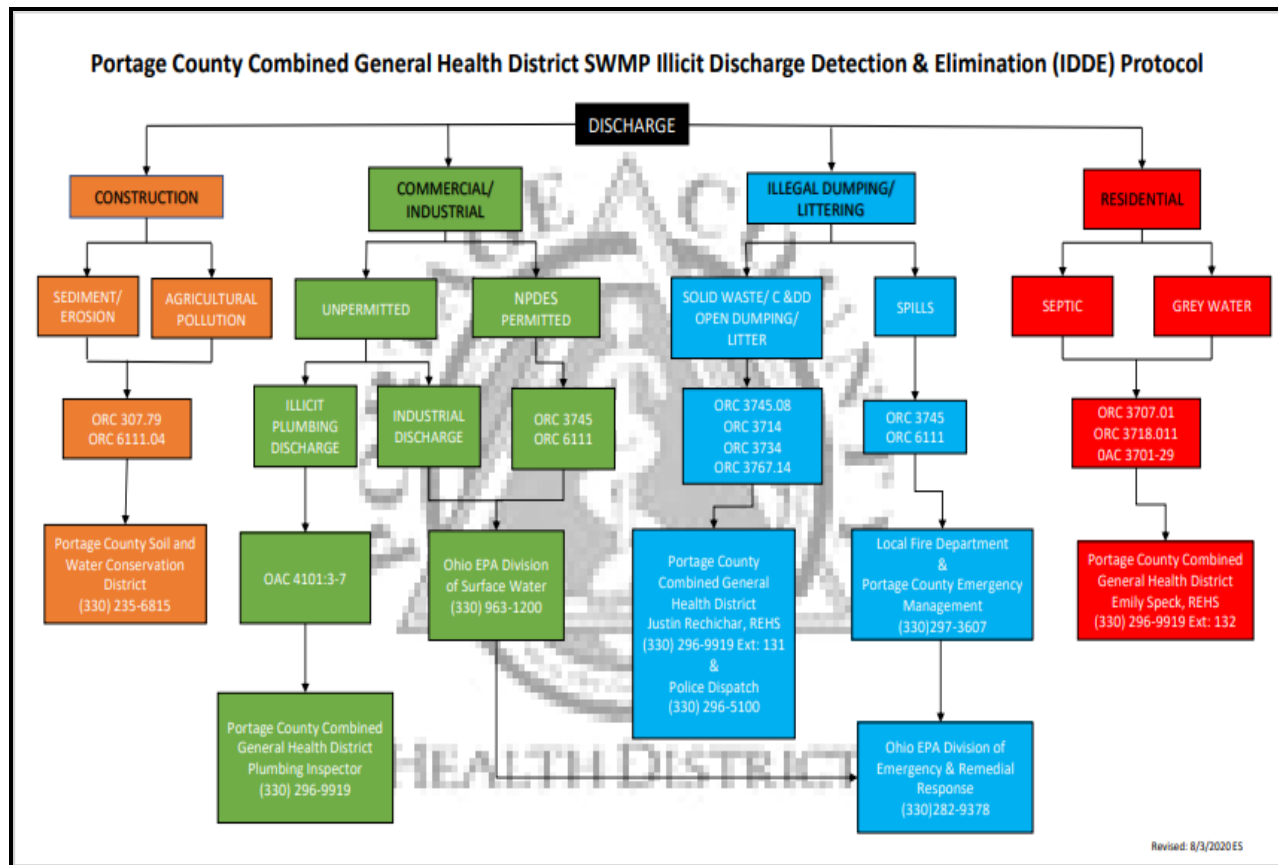 Portage County Combined General Health District SWMP Illicit Discharge Detection & Elimination (IDDE) Protocol
DISCHARGE
CONSTRUCTION
COMMERCIAL/
INDUSTRIAL
ILLEGAL DUMPING/
LITTERING
RESIDENTIAL
SEDIMENT/
EROSION
AGRICULTURAL
POLLUTION
UNPERMITTED
NPDES
PERMITTED
SOLID WASTE/ C &DD
OPEN DUMPING/
LITTER
SPILLS
SEPTIC
GREY WATER
ORC 307.79
ORC 6111.04
ILLICIT
PLUMBING
DISCHARGE
INDUSTRIAL
DISCHARGE
ORC 3745
ORC 6111
ORC 3745.08
ORC 3714
ORC 3734
ORC 3767.14
ORC 3745
ORC 6111
ORC 3707.01
ORC 3718.011
0AC 3701-29
Portage County Soil and
Water Conservation
District
(330) 235-6815
OAC 4101:3-7
Ohio EPA Division
of Surface Water
(330) 963-1200
Portage County
Combined General
Health District
Justin Rechichar, REHS
(330) 296-9919 Ext: 131
&
Police Dispatch
(330) 296-5100
Local Fire Department
&
Portage County Emergency
Management
(330)297-3607
Portage County Combined
General Health District
Emily Speck, REHS
(330) 296-9919 Ext: 132
Portage County Combined
General Health District
Plumbing Inspector
(330) 296-9919
Ohio EPA Division of
Emergency & Remedial
Response
(330)282-9378
HEALTH DISTRICT
Revised: 8/3/2020 ES